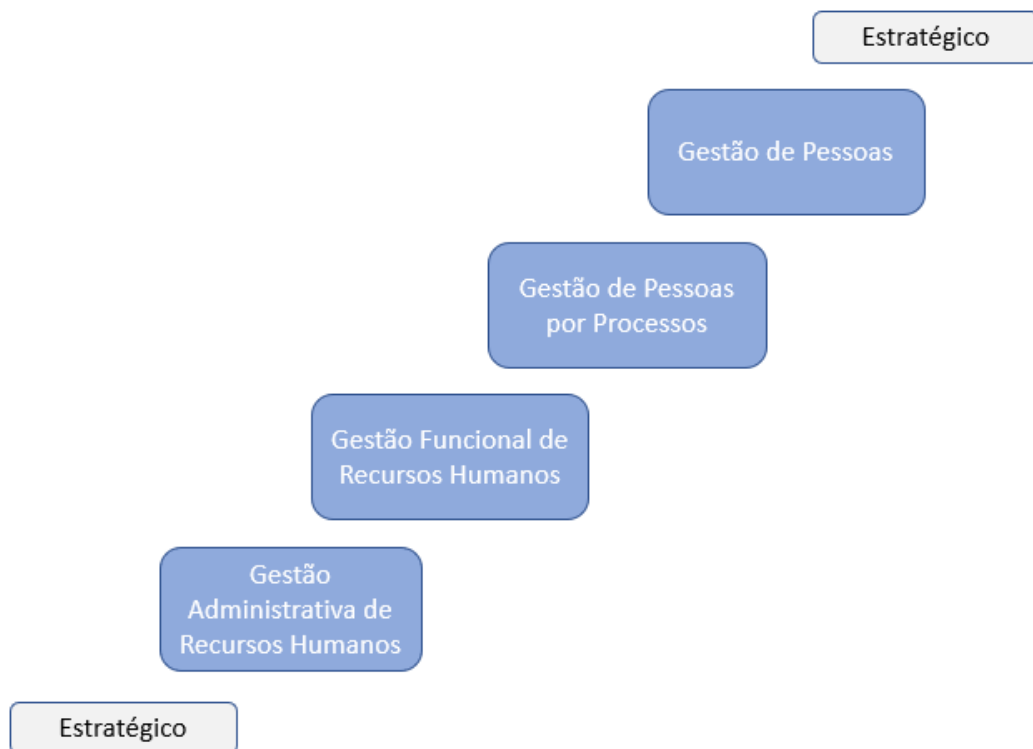 Estratégico
Gestão de Pessoas
Gestão de Pessoas
por Processos
Gestão Funcional de
Recursos Humanos
Gestão
Administrativa de
Recursos Humanos
Estratégico